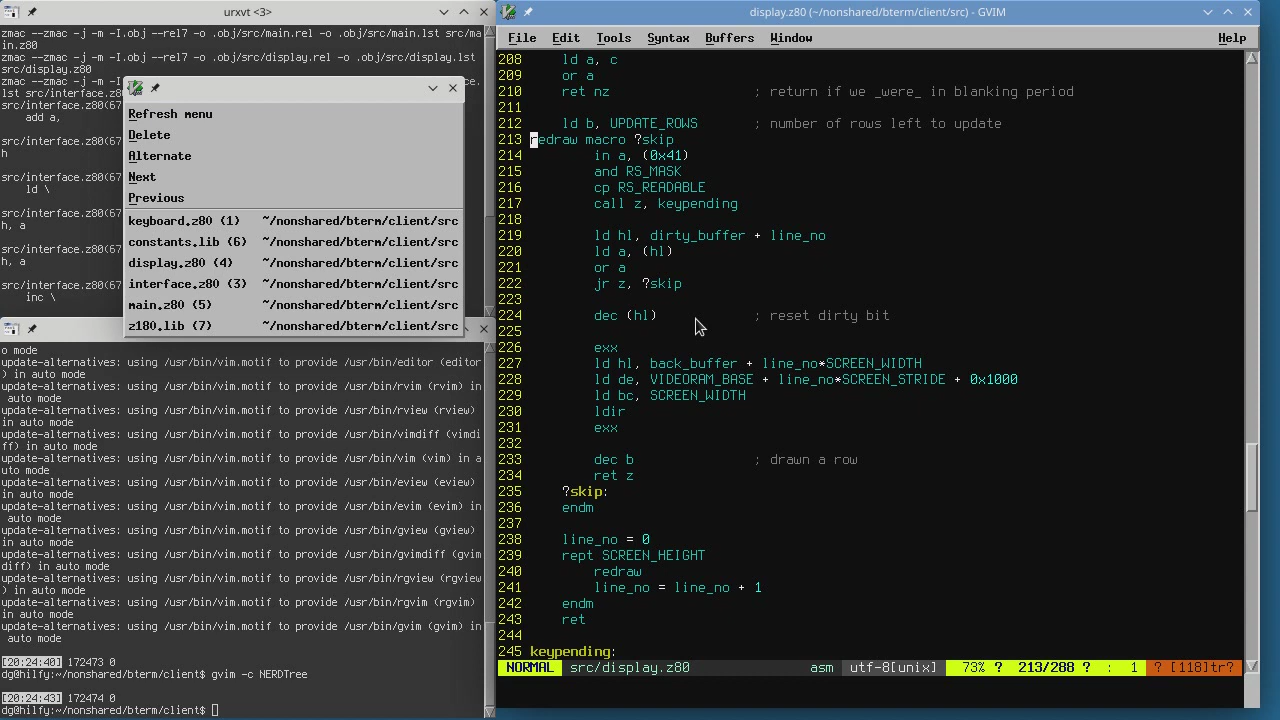 urxvt <3>
zmac --zmac -j -m -I.obj --rel7 -o .obj/src/main.rel -o .obj/src/main.lst src/ma
in.z80
zmac --zmac -j -m -I.obj --rel7 -o .obj/src/display.rel -o .obj/src/display.lst
src/display.z80
zmac --zmac -j -m -I
ce.
lst src/interface.z8
src/interface.z80(67
add a,
src/interface.z80(67
h
src/interface.z80(67
ld \
src/interface.z80(67
h, a
src/interface.z80(67
h, a
src/interface.z80(67
inc \
Refresh menu
Delete
Alternate
Next
Previous
keyboard.z80 (1) ~/nonshared/bterm/client/src
constants.lib (6) ~/nonshared/bterm/client/src
display.z80 (4) ~/nonshared/bterm/client/src
interface.z80 (3) ~/nonshared/bterm/client/src
main.z80 (5) ~/nonshared/bterm/client/src
z180.lib (7) ~/nonshared/bterm/client/src
o mode
update-alternatives: using /usr/bin/vim.motif to provide /usr/bin/editor (editor
) in auto mode
update-alternatives: using /usr/bin/vim.motif to provide /usr/bin/rvim (rvim) in
auto mode
update-alternatives: using /usr/bin/vim.motif to provide /usr/bin/rview (rview)
in auto mode
update-alternatives: using /usr/bin/vim.motif to provide /usr/bin/vimdiff (vimdi
ff) in auto mode
update-alternatives: using /usr/bin/vim.motif to provide /usr/bin/vim (vim) in a
uto mode
update-alternatives: using /usr/bin/vim.motif to provide /usr/bin/eview (eview)
in auto mode
update-alternatives: using /usr/bin/vim.motif to provide /usr/bin/evim (evim) in
auto mode
update-alternatives: using /usr/bin/vim.motif to provide /usr/bin/gview (gview)
in auto mode
update-alternatives: using /usr/bin/vim.motif to provide /usr/bin/gvimdiff (gvim
diff) in auto mode
update-alternatives: using /usr/bin/vim.motif to provide /usr/bin/rgview (rgview
) in auto mode
update-alternatives: using /usr/bin/vim.motif to provide /usr/bin/rgvim (rgvim)
in auto mode
update-alternatives: using /usr/bin/vim.motif to provide /usr/bin/gvim (gvim) in
auto mode
[20:24:40] 172473 0
dg@hilfy:~/nonshared/bterm/client$ gvim -c NERDTree
[20:24:43] 172474 0
dg@hilfy:~/nonshared/bterm/client$
display.z80 (~/nonshared/bterm/client/src) - GVIM
File Edit Tools Syntax Buffers Window Help
208 ld a, c
209 or a
210 ret nz ; return if we _were_ in blanking period
211
212 ld b, UPDATE_ROWS ; number of rows left to update
213 redraw macro ?skip
214 in a, (0x41)
215 and RS_MASK
216 cp RS_READABLE
217 call z, keypending
218
219 ld hl, dirty_buffer + line_no
220 ld a, (hl)
221 or a
222 jr z, ?skip
223
224 dec (hl) ; reset dirty bit
225
226 exx
227 ld hl, back_buffer + line_no*SCREEN_WIDTH
228 ld de, VIDEORAM_BASE + line_no*SCREEN_STRIDE + 0x1000
229 ld bc, SCREEN_WIDTH
230 ldir
231 exx
232
233 dec b ; drawn a row
234 ret z
235 ?skip:
236 endm
237
238 line_no = 0
239 rept SCREEN_HEIGHT
240 redraw
241 line_no = line_no + 1
242 endm
243 ret
244
245 keypending:
NORMAL src/display.z80 asm utf-8[unix] 73% ? 213/288 ? : 1 ? [118]tr?